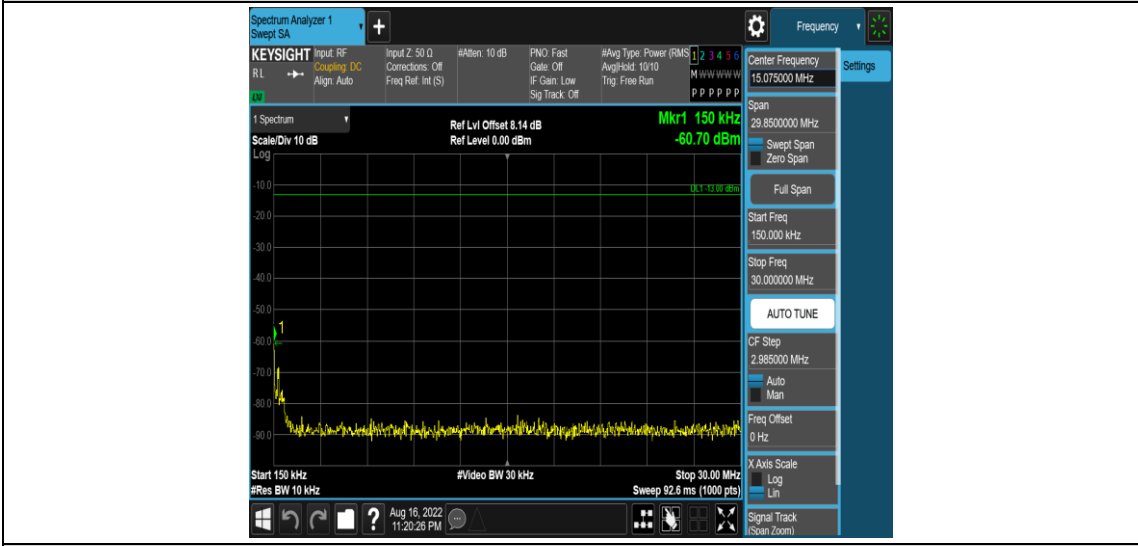 Spectrum Analyzer 1
Swept SA
+
Frequency
KEYSIGHT
RL
Input: RF
Coupling: DC
Align: Auto
Input Z: 50 Ω
Corrections: Off
Freq Ref: Int (S)
#Atten: 10 dB
PNO: Fast
Gate: Off
IF Gain: Low
Sig Track: Off
#Avg Type: Power (RMS
Avg|Hold: 10/10
Trig: Free Run
1 2 3 4 5 6
M W W W W W
P P P P P P
1 Spectrum
Scale/Div 10 dB
Log
Ref Lvl Offset 8.14 dB
Ref Level 0.00 dBm
Mkr1 150 kHz
-60.70 dBm
DL1 -13.00 dBm
-10.0
-20.0
-30.0
-40.0
-50.0
-60.0
-70.0
-80.0
-90.0
1
Start 150 kHz
#Res BW 10 kHz
#Video BW 30 kHz
Stop 30.00 MHz
Sweep 92.6 ms (1000 pts)
?
Aug 16, 2022
11:20:26 PM
Center Frequency
15.075000 MHz
Settings
Span
29.8500000 MHz
Swept Span
Zero Span
Full Span
Start Freq
150.000 kHz
Stop Freq
30.000000 MHz
AUTO TUNE
CF Step
2.985000 MHz
Auto
Man
Freq Offset
0 Hz
X Axis Scale
Log
Lin
Signal Track
(Span Zoom)